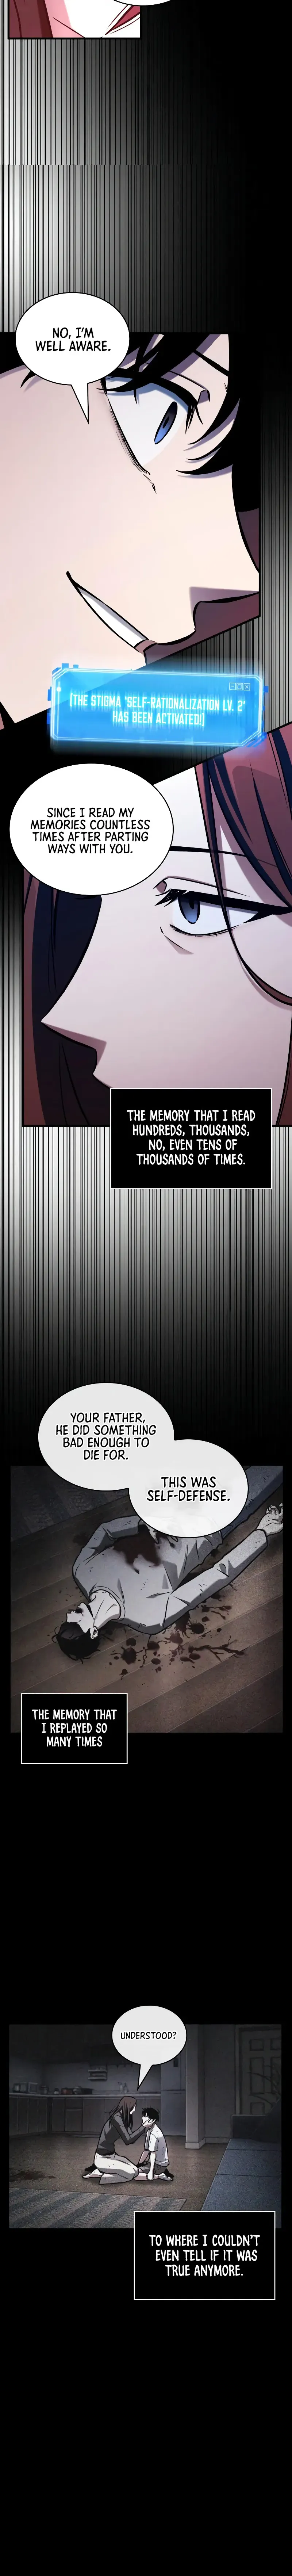 NO, I'M
WELL AWARE.
[THE STIGMA 'SELF-RATIONALIZATION LV. 2'
HAS BEEN ACTIVATED!]
SINCE I READ MY
MEMORIES COUNTLESS
TIMES AFTER PARTING
WAYS WITH YOU.
THE MEMORY THAT I READ
HUNDREDS, THOUSANDS,
NO, EVEN TENS OF
THOUSANDS OF TIMES.
YOUR FATHER,
HE DID SOMETHING
BAD ENOUGH TO
DIE FOR.
THIS WAS
SELF-DEFENSE.
THE MEMORY THAT
I REPLAYED SO
MANY TIMES
UNDERSTOOD?
TO WHERE I COULDN'T
EVEN TELL IF IT WAS
TRUE ANYMORE.